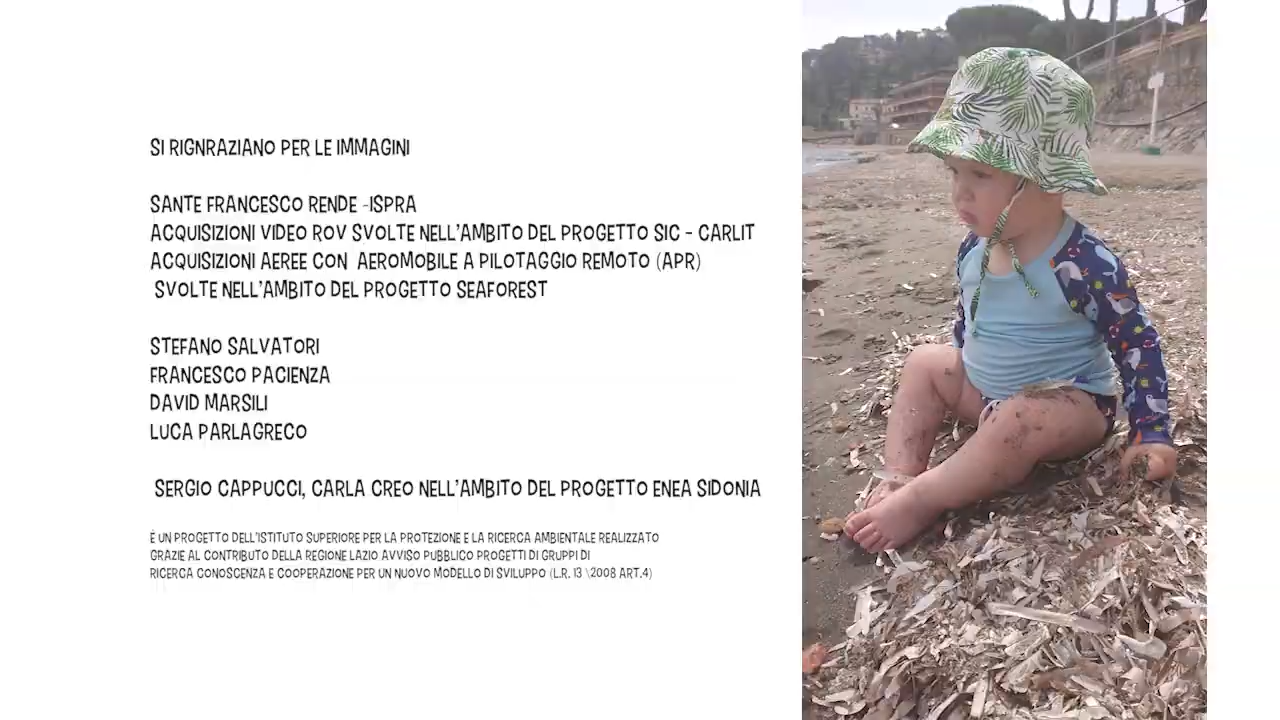 SI RIGNRAZIANO PER LE IMMAGINI
SANTE FRANCESCO RENDE -ISPRA
ACQUISIZIONI VIDEO ROV SVOLTE NELL'AMBITO DEL PROGETTO SIC - CARLIT
ACQUISIZIONI AEREE CON AEROMOBILE A PILOTAGGIO REMOTO (APR)
SVOLTE NELL'AMBITO DEL PROGETTO SEAFOREST
STEFANO SALVATORI
FRANCESCO PACIENZA
DAVID MARSILI
LUCA PARLAGRECO
SERGIO CAPPUCCI, CARLA CREO NELL'AMBITO DEL PROGETTO ENEA SIDONIA
È UN PROGETTO DELL'ISTITUTO SUPERIORE PER LA PROTEZIONE E LA RICERCA AMBIENTALE REALIZZATO
GRAZIE AL CONTRIBUTO DELLA REGIONE LAZIO AVVISO PUBBLICO PROGETTI DI GRUPPI DI
RICERCA CONOSCENZA E COOPERAZIONE PER UN NUOVO MODELLO DI SVILUPPO (L.R. 13 \2008 ART.4)